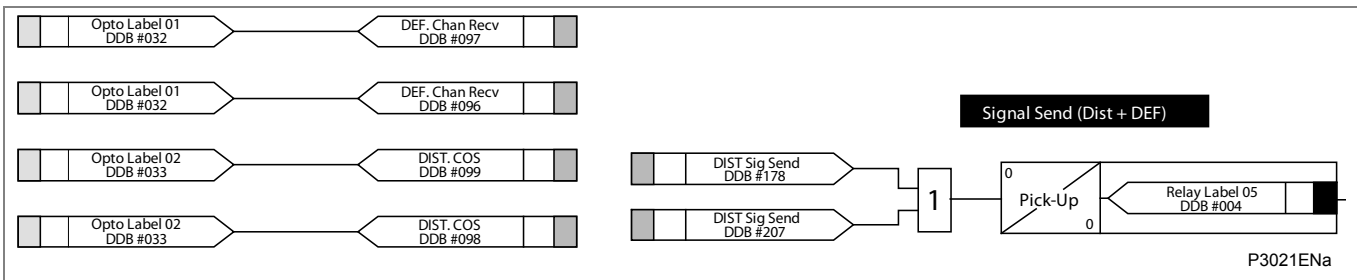 Opto Label 01
DDB #032
DEF. Chan Recv
DDB #097
Opto Label 01
DDB #032
DEF. Chan Recv
DDB #096
Opto Label 02
DDB #033
DIST. COS
DDB #099
Opto Label 02
DDB #033
DIST. COS
DDB #098
Signal Send (Dist + DEF)
DIST Sig Send
DDB #178
DIST Sig Send
DDB #207
1
0
Pick-Up
0
Relay Label 05
DDB #004
P3021ENa